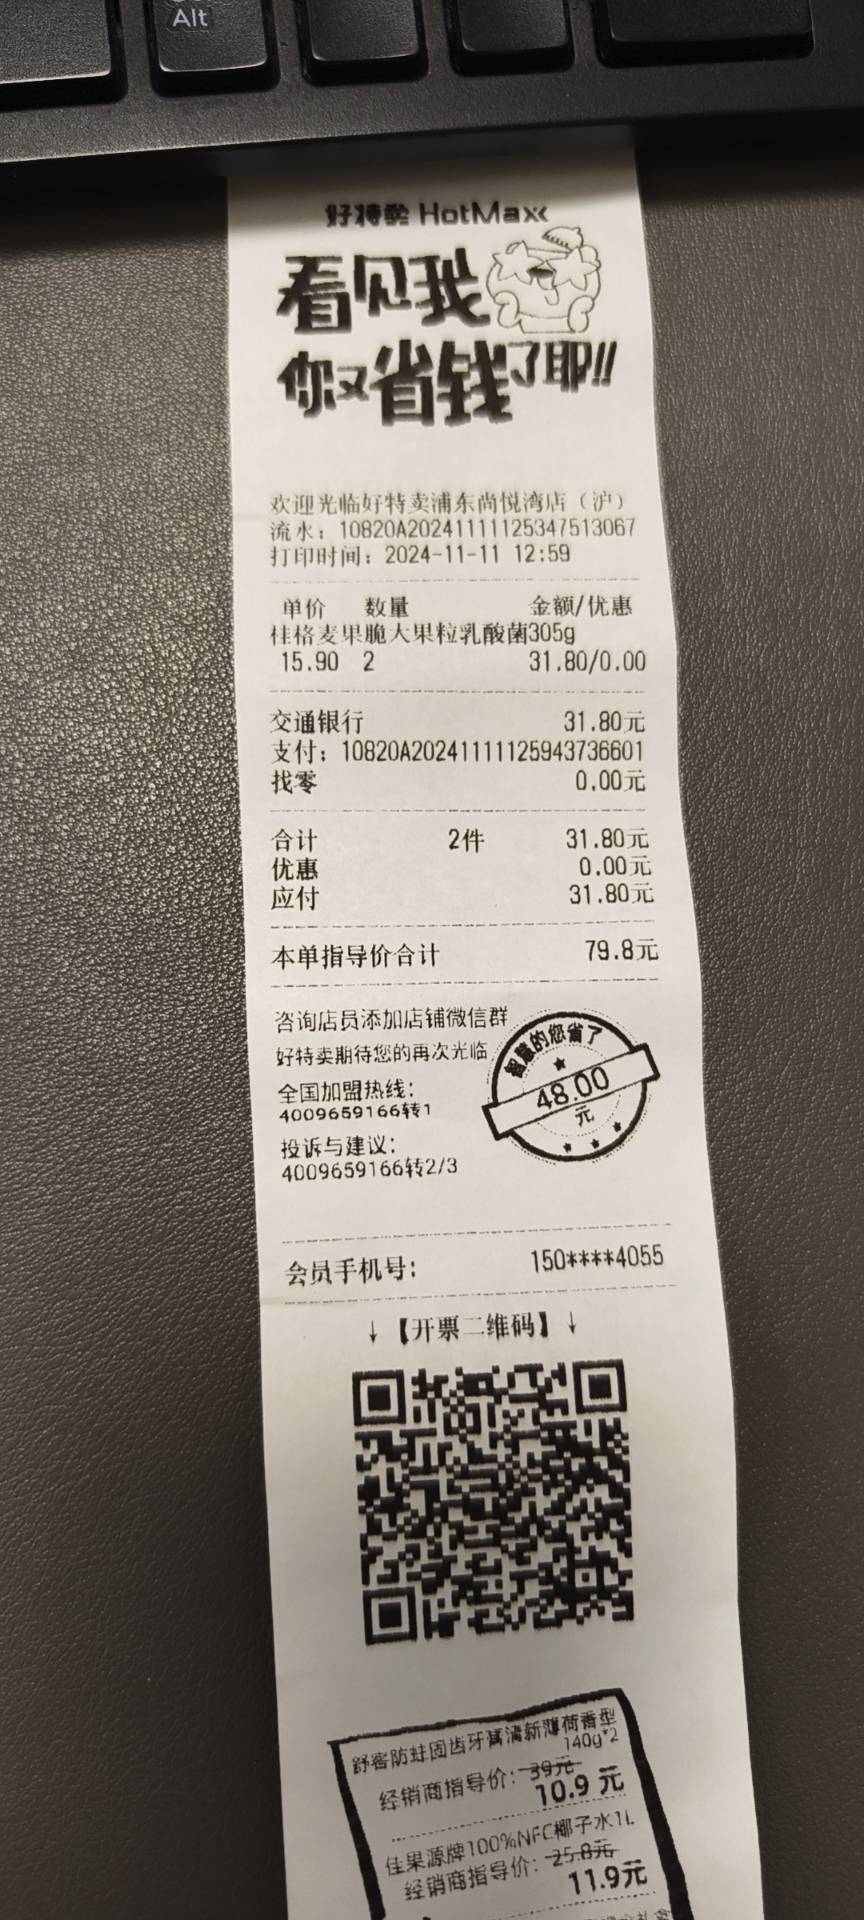 Alt
好特卖 HotMaxx
看见我
你又省钱了耶!!
欢迎光临好特卖浦东尚悦湾店（沪）
流水：10820A20241111125347513067
打印时间：2024-11-11 12:59
单价 数量 金额/优惠
桂格麦果脆大果粒乳酸菌305g
15.90 2 31.80/0.00
交通银行 31.80元
支付：10820A20241111125943736601
找零 0.00元
合计 2件 31.80元
优惠 0.00元
应付 31.80元
本单指导价合计 79.8元
咨询店员添加店铺微信群
好特卖期待您的再次光临
全国加盟热线：
4009659166转1
投诉与建议：
4009659166转2/3
智慧的您省了
48.00
元
会员手机号： 150****4055
↓【开票二维码】↓
舒客防蛀固齿牙膏清新薄荷香型
140g*2
经销商指导价：39元
10.9 元
佳果源牌100%NFC椰子水1L
经销商指导价：25.8元
11.9元